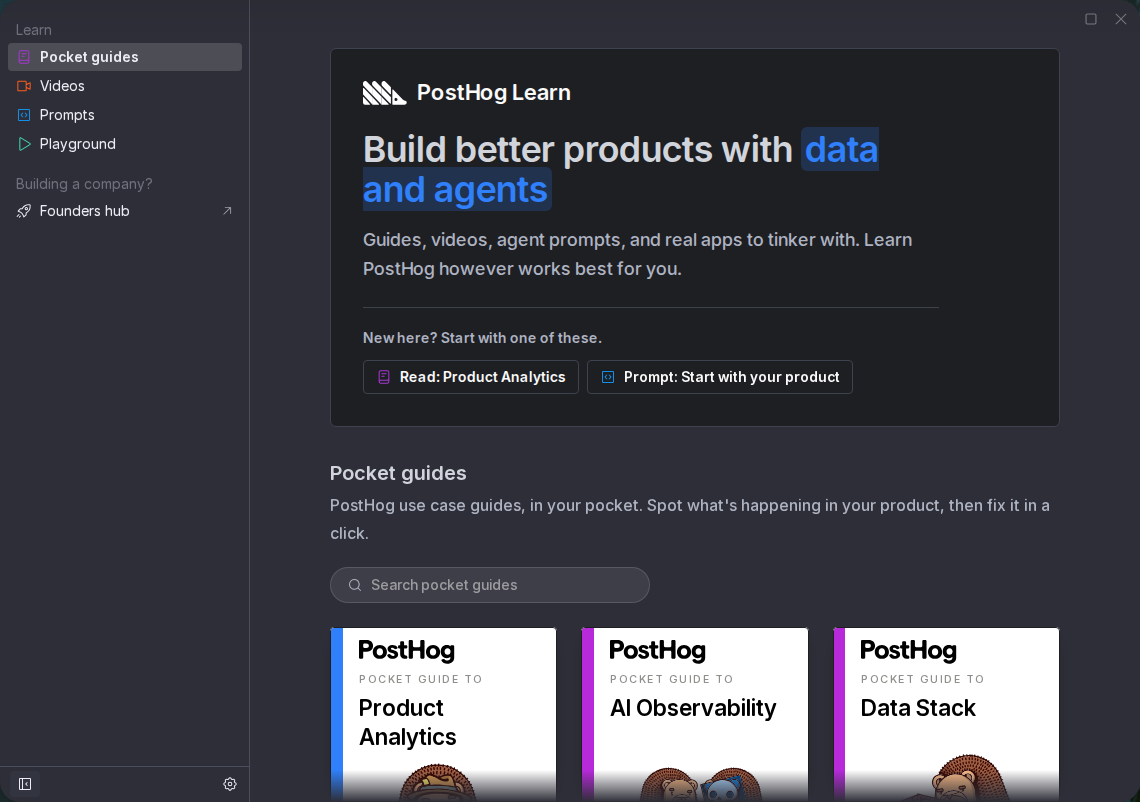 Learn
Pocket guides
Videos
Prompts
Playground
Building a company?
Founders hub
PostHog Learn
Build better products with data
and agents
Guides, videos, agent prompts, and real apps to tinker with. Learn
PostHog however works best for you.
New here? Start with one of these.
Read: Product Analytics
Prompt: Start with your product
Pocket guides
PostHog use case guides, in your pocket. Spot what's happening in your product, then fix it in a
click.
Search pocket guides
PostHog
POCKET GUIDE TO
Product
Analytics
PostHog
POCKET GUIDE TO
AI Observability
PostHog
POCKET GUIDE TO
Data Stack